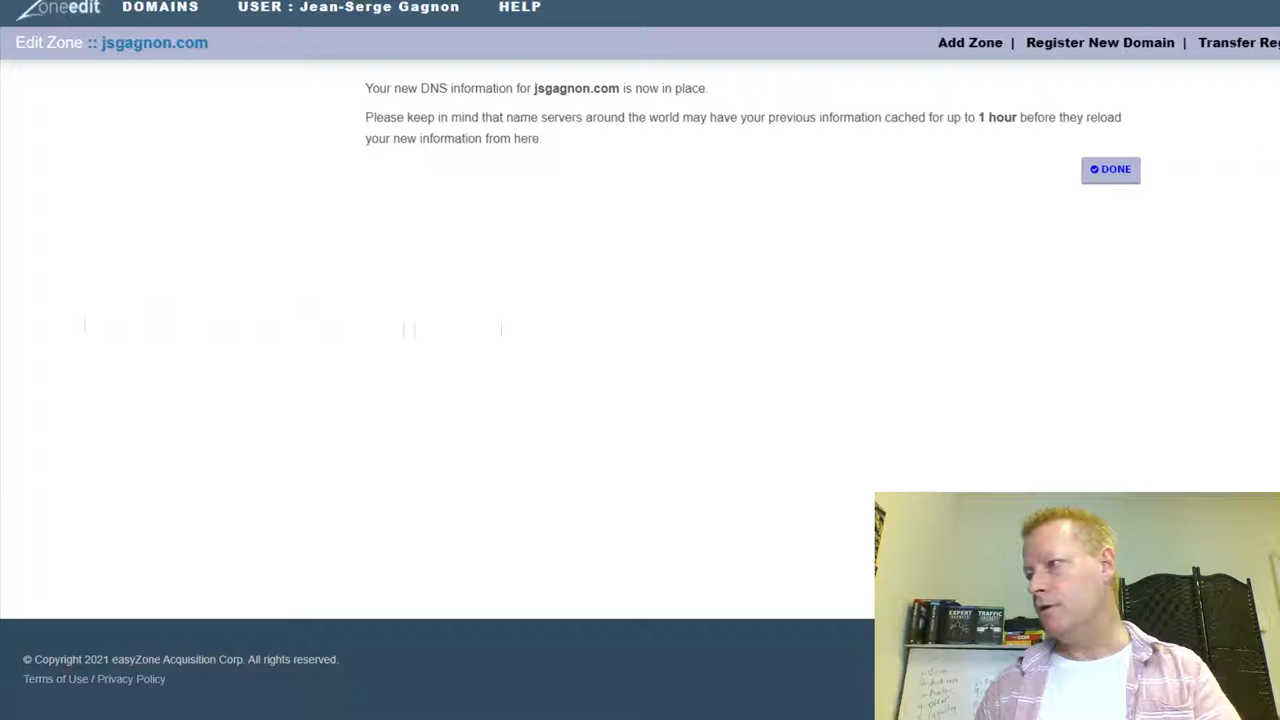 zoneedit DOMAINS USER : Jean-Serge Gagnon HELP
Edit Zone :: jsgagnon.com Add Zone | Register New Domain | Transfer Reg
Your new DNS information for jsgagnon.com is now in place.
Please keep in mind that name servers around the world may have your previous information cached for up to 1 hour before they reload
your new information from here.
DONE
EXPERT
TRAFFIC
© Copyright 2021 easyZone Acquisition Corp. All rights reserved.
Terms of Use / Privacy Policy